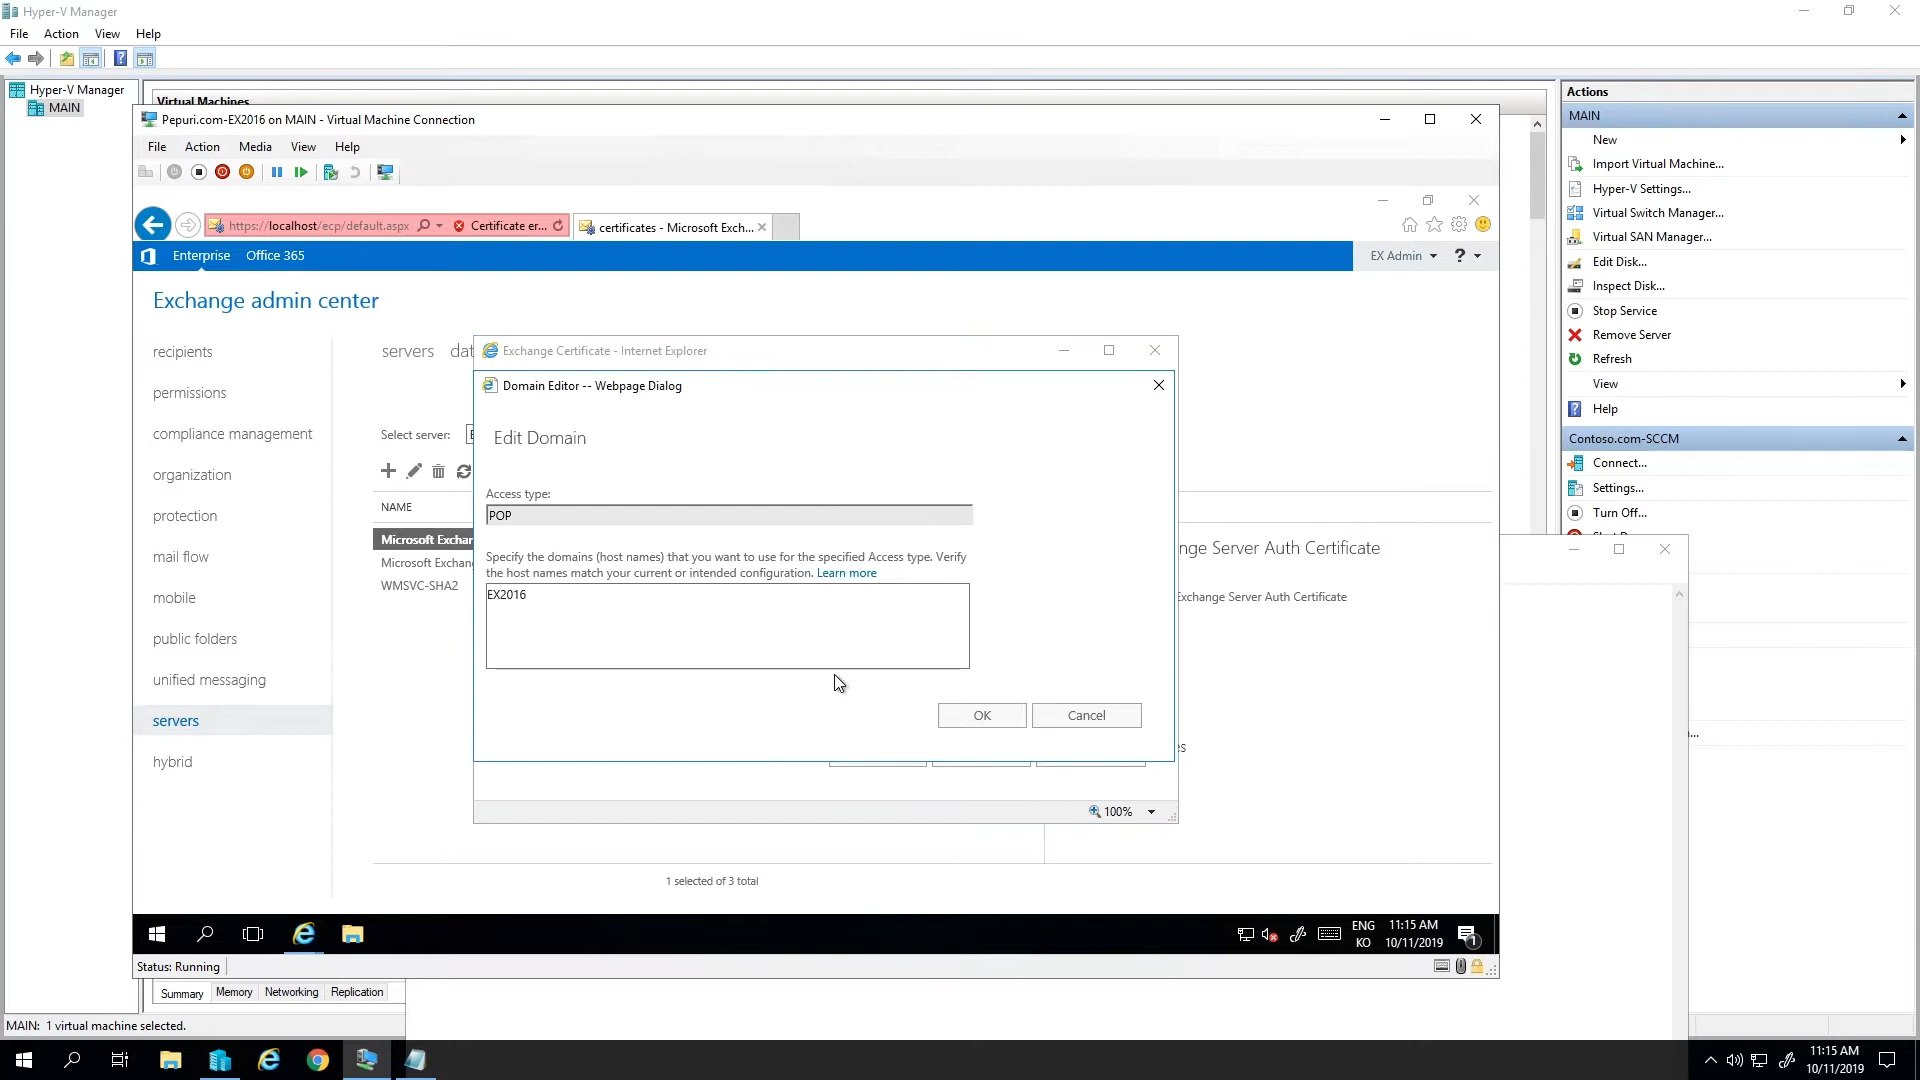 Hyper-V Manager
File Action View Help
Hyper-V Manager
MAIN
Virtual Machines
Pepuri.com-EX2016 on MAIN - Virtual Machine Connection
File Action Media View Help
https://localhost/ecp/default.aspx
Certificate er...
certificates - Microsoft Exch...
Enterprise Office 365
EX Admin ?
Exchange admin center
recipients
permissions
compliance management
organization
protection
mail flow
mobile
public folders
unified messaging
servers
hybrid
servers dat
Select server: E
NAME
Microsoft Exchan
Microsoft Exchan
WMSVC-SHA2
Exchange Certificate - Internet Explorer
Domain Editor -- Webpage Dialog
Edit Domain
Access type:
POP
Specify the domains (host names) that you want to use for the specified Access type. Verify
the host names match your current or intended configuration. Learn more
EX2016
OK Cancel
100%
nge Server Auth Certificate
Exchange Server Auth Certificate
es
1 selected of 3 total
ENG
KO
11:15 AM
10/11/2019
1
Status: Running
Summary Memory Networking Replication
MAIN: 1 virtual machine selected.
Actions
MAIN
New
Import Virtual Machine...
Hyper-V Settings...
Virtual Switch Manager...
Virtual SAN Manager...
Edit Disk...
Inspect Disk...
Stop Service
Remove Server
Refresh
View
Help
Contoso.com-SCCM
Connect...
Settings...
Turn Off...
...
11:15 AM
10/11/2019